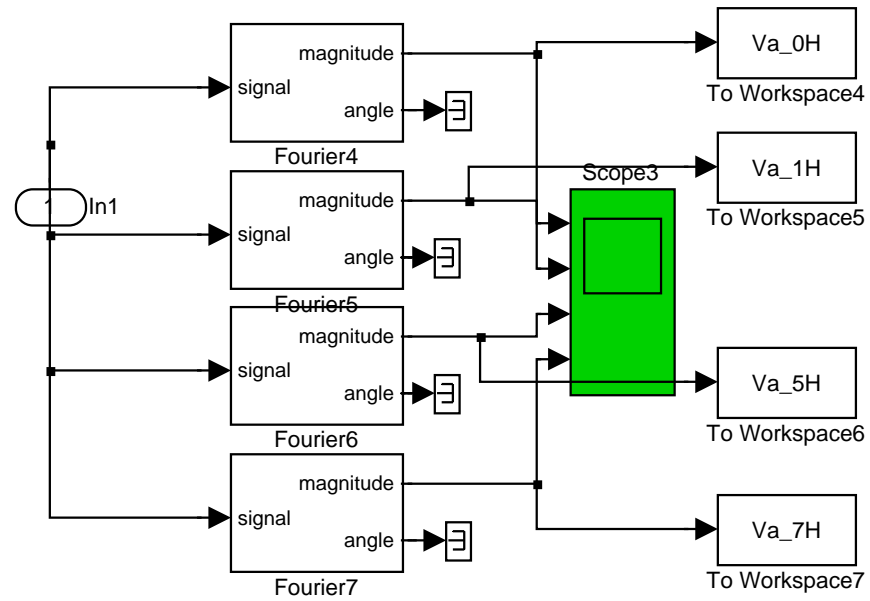 magnitude
signal
angle
Fourier4
Va_0H
To Workspace4
1
In1
magnitude
signal
angle
Fourier5
Scope3
Va_1H
To Workspace5
magnitude
signal
angle
Fourier6
Va_5H
To Workspace6
magnitude
signal
angle
Fourier7
Va_7H
To Workspace7